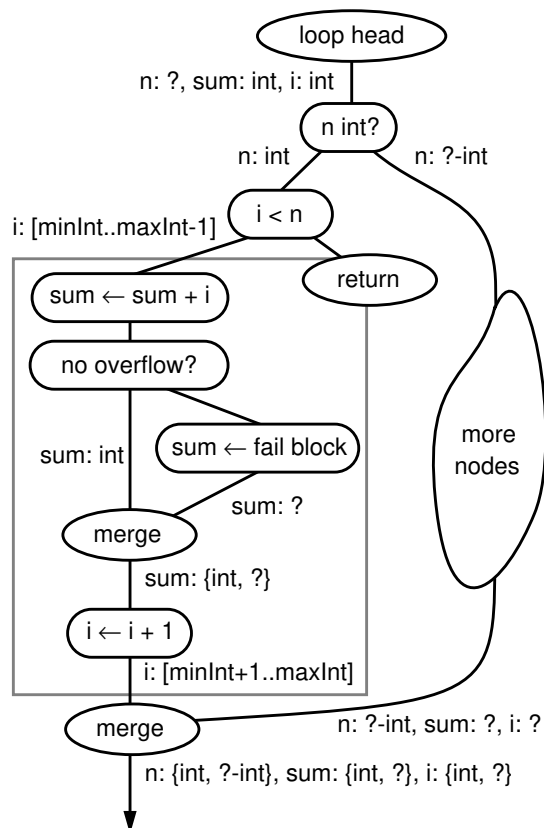 loop head
n: ?, sum: int, i: int
n int?
n: int
n: ?-int
i < n
i: [minInt..maxInt-1]
return
sum ← sum + i
no overflow?
sum: int
sum ← fail block
more
nodes
sum: ?
merge
sum: {int, ?}
i ← i + 1
i: [minInt+1..maxInt]
merge
n: ?-int, sum: ?, i: ?
n: {int, ?-int}, sum: {int, ?}, i: {int, ?}